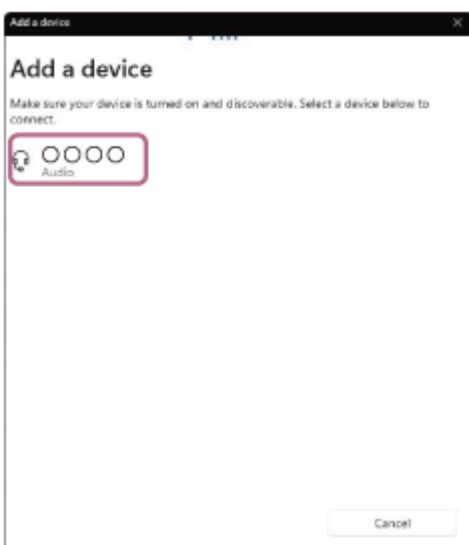 Add a device
Add a device
Make sure your device is turned on and discoverable. Select a device below to
connect.
○○○○
Audio
Cancel